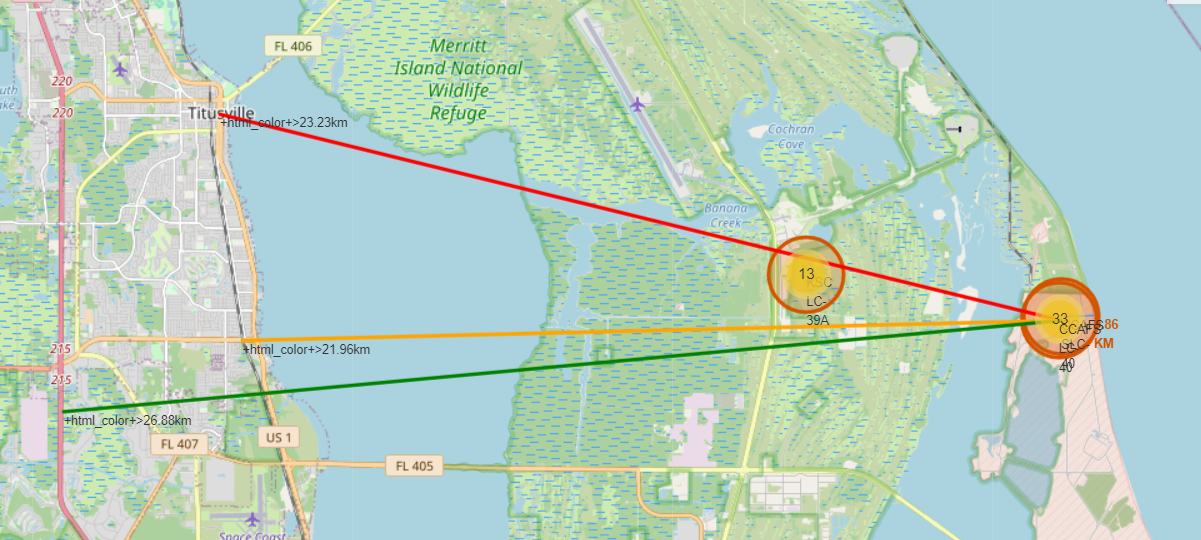 FL 406
Merritt
Island National
Wildlife
Refuge
220
220
Titusville
+html_color+>23.23km
Cochran
Cove
Banana
Creek
13
KSC
LC-
39A
33
CCAFS
86
SLC-
LC-
KM
40
40
215
+html_color+>21.96km
215
+html_color+>26.88km
FL 407
US 1
FL 405
Space Coast